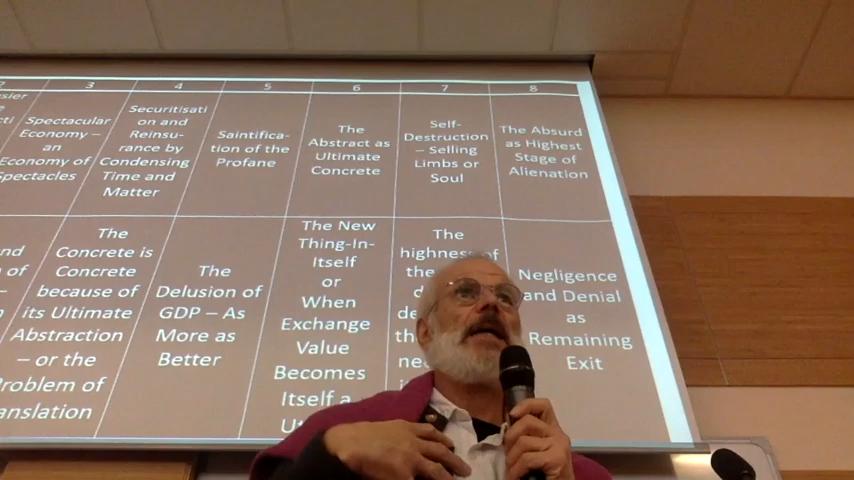 3 4 5 6 7 8
Spectacular
Economy –
an
Economy of
Spectacles
Securitisati
on and
Reinsu-
rance by
Condensing
Time and
Matter
Saintifica-
tion of the
Profane
The
Abstract as
Ultimate
Concrete
Self-
Destruction
– Selling
Limbs or
Soul
The Absurd
as Highest
Stage of
Alienation
The
Concrete is
Concrete
because of
its Ultimate
Abstraction
– or the
Problem of
The
Delusion of
GDP – As
More as
Better
The New
Thing-In-
Itself
or
When
Exchange
Value
Becomes
Itself a
The
highness of
the
Negligence
and Denial
as
Remaining
Exit